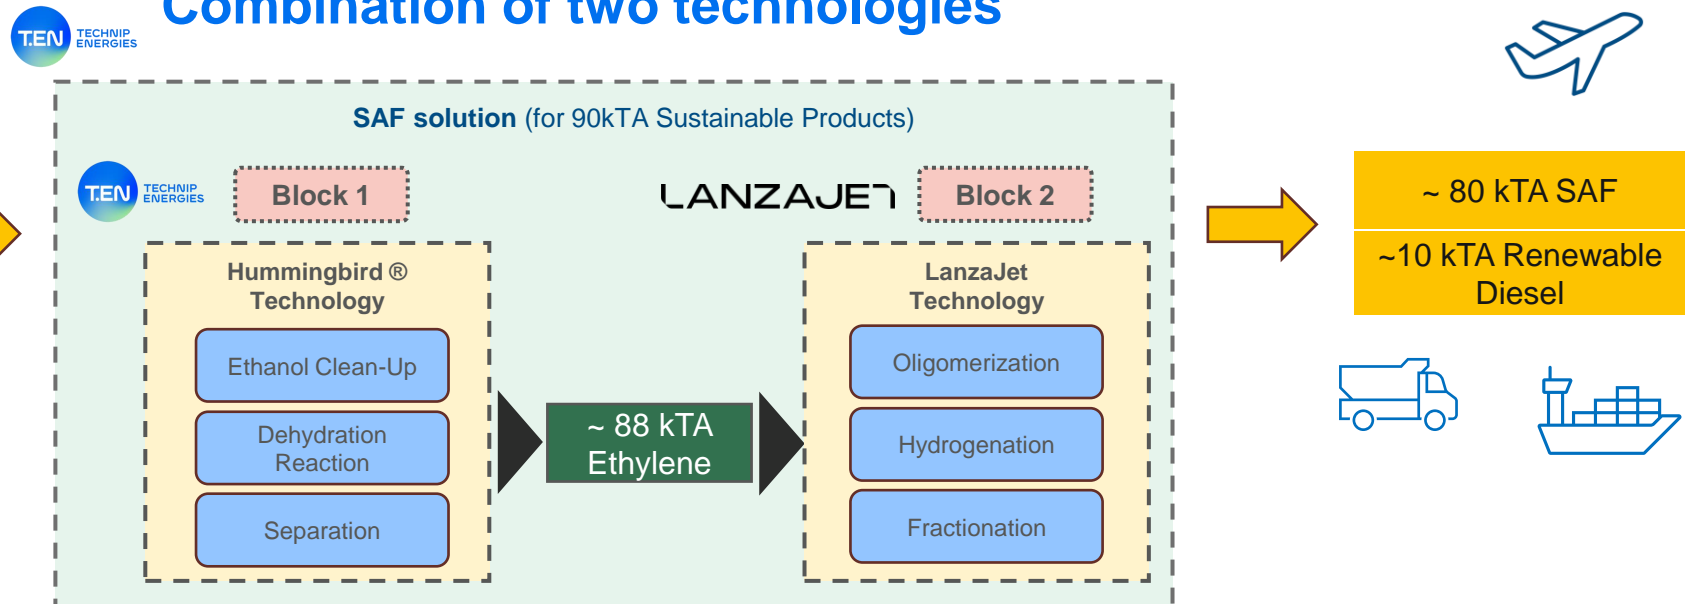 Combination of two technologies
T.EN TECHNIP
ENERGIES
SAF solution (for 90kTA Sustainable Products)
T.EN TECHNIP
ENERGIES
Block 1
LANZAJET
Block 2
Hummingbird ®
Technology
Ethanol Clean-Up
Dehydration
Reaction
Separation
~ 88 kTA
Ethylene
LanzaJet
Technology
Oligomerization
Hydrogenation
Fractionation
~ 80 kTA SAF
~10 kTA Renewable
Diesel